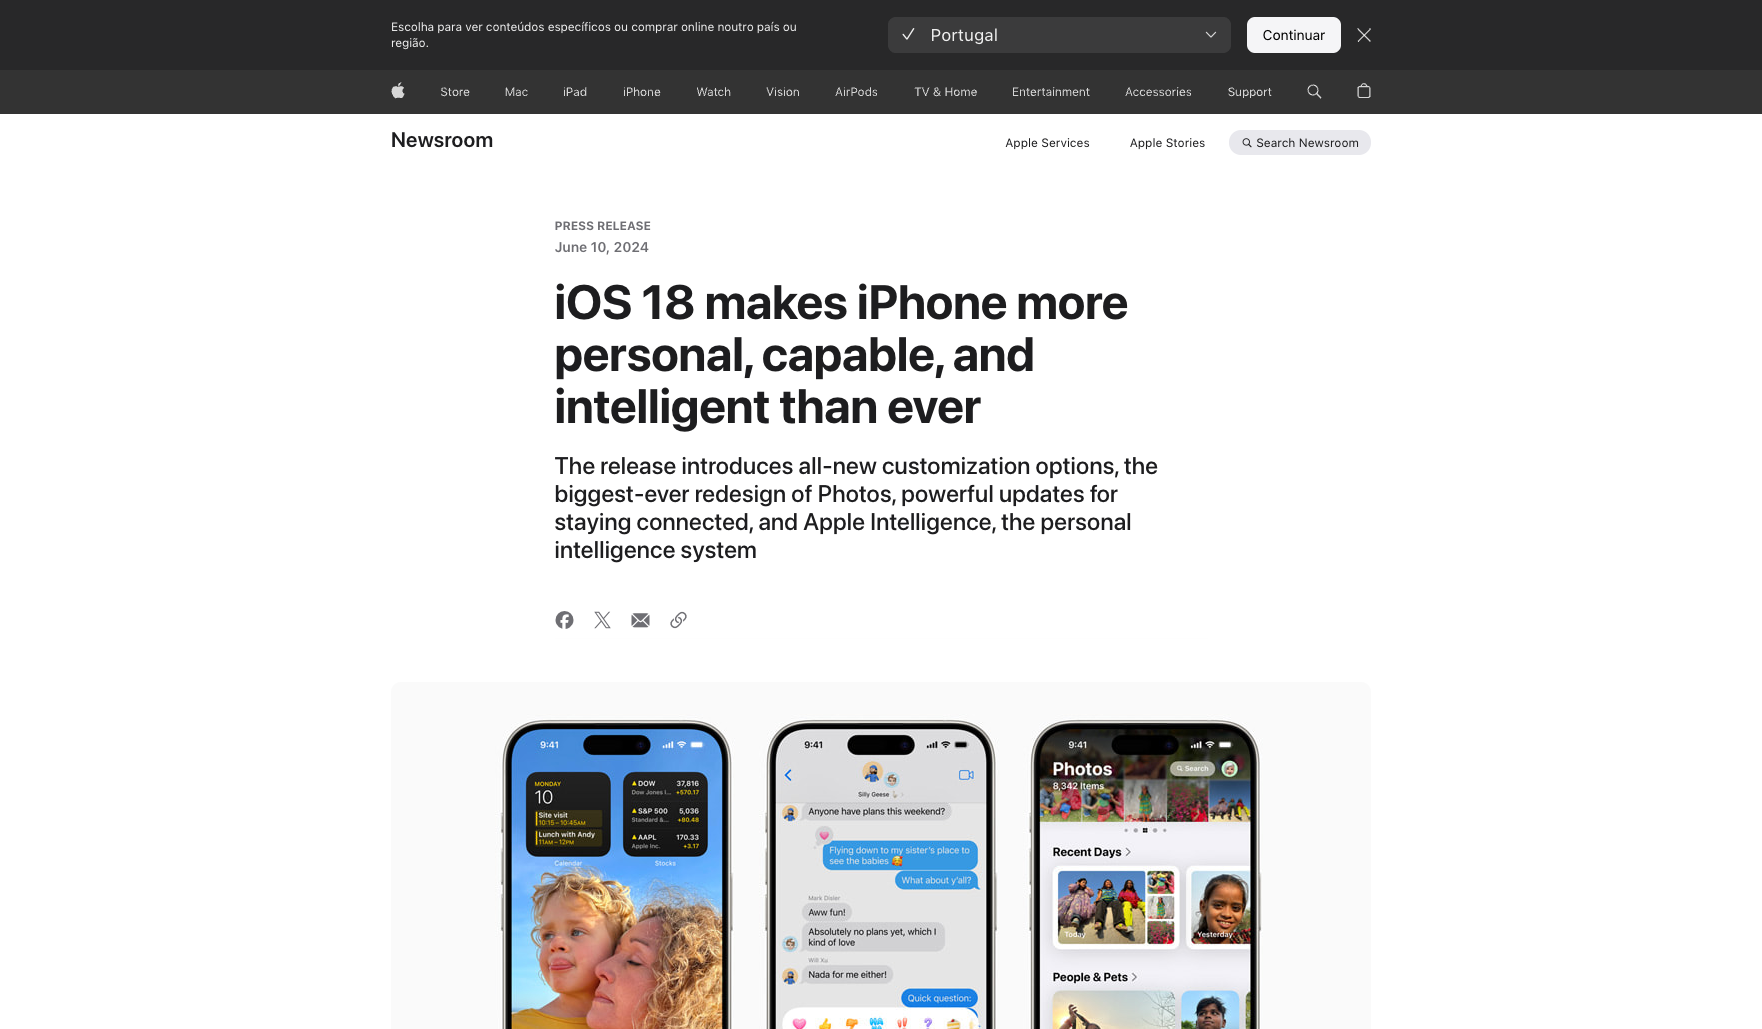 Escolha para ver conteúdos específicos ou comprar online noutro país ou
região.
Portugal
Continuar
Store Mac iPad iPhone Watch Vision AirPods TV & Home Entertainment Accessories Support
Newsroom
Apple Services Apple Stories Search Newsroom
PRESS RELEASE
June 10, 2024
iOS 18 makes iPhone more
personal, capable, and
intelligent than ever
The release introduces all-new customization options, the
biggest-ever redesign of Photos, powerful updates for
staying connected, and Apple Intelligence, the personal
intelligence system
9:41
MONDAY
10
Site visit
10:15 – 10:45AM
Lunch with Andy
11AM – 12PM
Calendar
DOW 37,816
Dow Jones I... +570.17
S&P 500 5,036
Standard &... +80.48
AAPL 170.33
Apple Inc. +3.17
Stocks
9:41
Silly Geese
Anyone have plans this weekend?
Flying down to my sister's place to
see the babies 🥰
What about y'all?
Mark Disler
Aww fun!
Absolutely no plans yet, which I
kind of love
Will Xu
Nada for me either!
Quick question:
9:41
Photos
Search
8,342 Items
Recent Days
Today
Yesterday
People & Pets